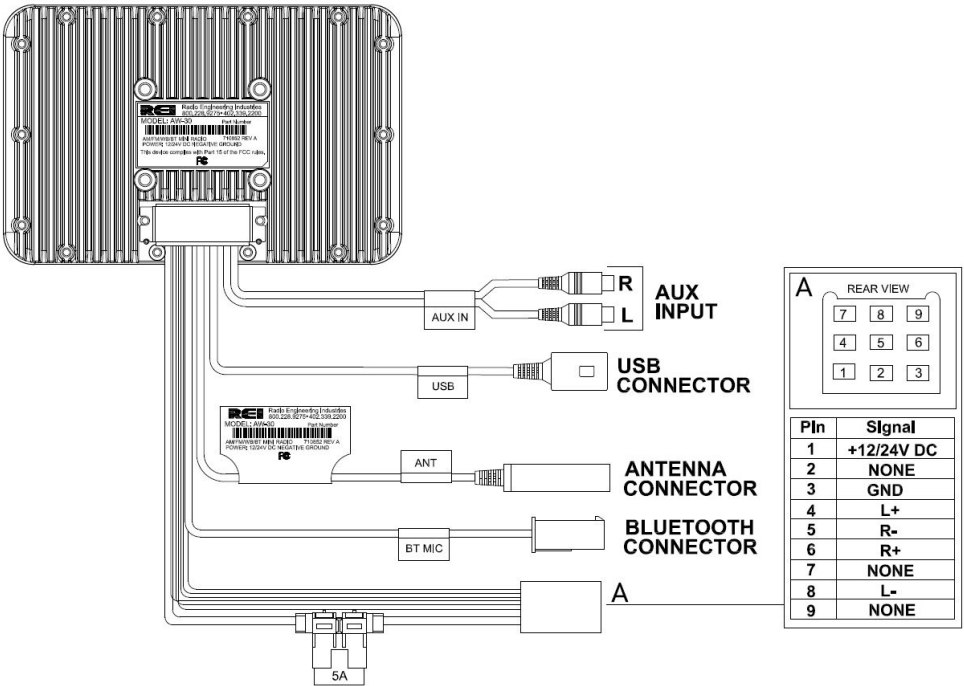 REI Radio Engineering Industries
800.228.9275•402.339.2200
MODEL: AW-30 Part Number
AM/FM/WB/BT MINI RADIO 710852 REV A
POWER: 12/24V DC NEGATIVE GROUND
This device complies with Part 15 of the FCC rules.
FC
AUX IN
R
L
AUX
INPUT
USB
USB
CONNECTOR
REI Radio Engineering Industries
800.228.9275•402.339.2200
MODEL: AW-30 Part Number
AM/FM/WB/BT MINI RADIO 710852 REV A
POWER: 12/24V DC NEGATIVE GROUND
FC
ANT
ANTENNA
CONNECTOR
BT MIC
BLUETOOTH
CONNECTOR
A
5A
A
REAR VIEW
7 8 9
4 5 6
1 2 3
Pin Signal
1 +12/24V DC
2 NONE
3 GND
4 L+
5 R-
6 R+
7 NONE
8 L-
9 NONE